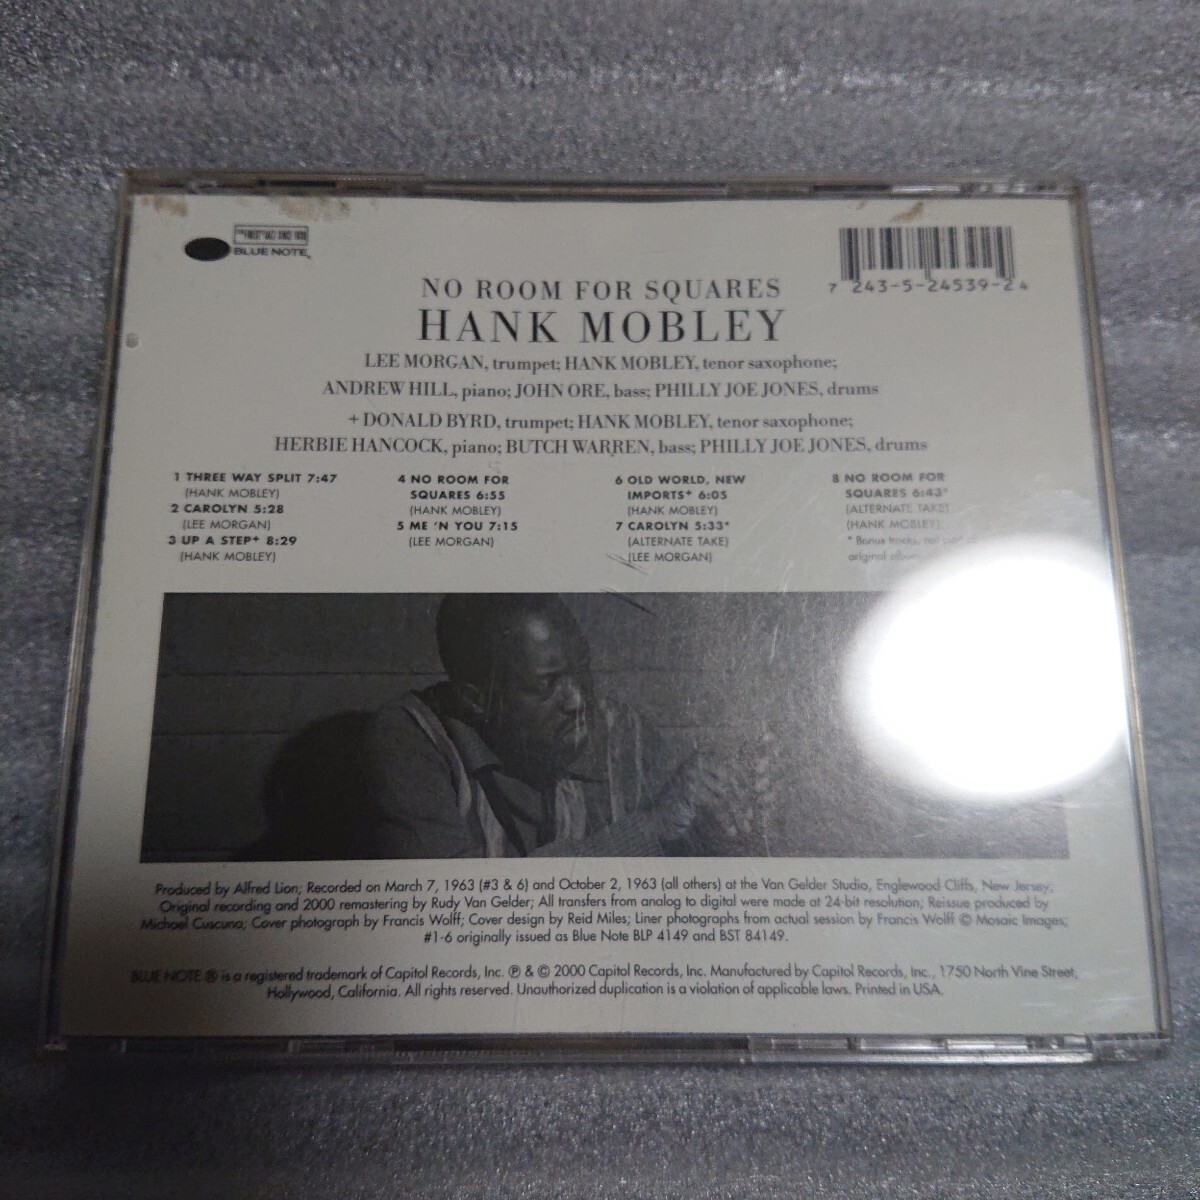 BLUE NOTE
7 243-5-24539-2 4
NO ROOM FOR SQUARES
HANK MOBLEY
LEE MORGAN, trumpet; HANK MOBLEY, tenor saxophone;
ANDREW HILL, piano; JOHN ORE, bass; PHILLY JOE JONES, drums
+ DONALD BYRD, trumpet; HANK MOBLEY, tenor saxophone;
HERBIE HANCOCK, piano; BUTCH WARREN, bass; PHILLY JOE JONES, drums
1 THREE WAY SPLIT 7:47
(HANK MOBLEY)
2 CAROLYN 5:28
(LEE MORGAN)
3 UP A STEP+ 8:29
(HANK MOBLEY)
4 NO ROOM FOR
SQUARES 6:55
(HANK MOBLEY)
5 ME 'N YOU 7:15
(LEE MORGAN)
6 OLD WORLD, NEW
IMPORTS+ 6:05
(HANK MOBLEY)
7 CAROLYN 5:33*
(ALTERNATE TAKE)
(LEE MORGAN)
8 NO ROOM FOR
SQUARES 6:43*
(ALTERNATE TAKE)
(HANK MOBLEY)
* Bonus tracks, not part of
original album
Produced by Alfred Lion; Recorded on March 7, 1963 (#3 & 6) and October 2, 1963 (all others) at the Van Gelder Studio, Englewood Cliffs, New Jersey;
Original recording and 2000 remastering by Rudy Van Gelder; All transfers from analog to digital were made at 24-bit resolution; Reissue produced by
Michael Cuscuna; Cover photograph by Francis Wolff; Cover design by Reid Miles; Liner photographs from actual session by Francis Wolff © Mosaic Images;
#1-6 originally issued as Blue Note BLP 4149 and BST 84149.
BLUE NOTE ® is a registered trademark of Capitol Records, Inc. ℗ & © 2000 Capitol Records, Inc. Manufactured by Capitol Records, Inc., 1750 North Vine Street,
Hollywood, California. All rights reserved. Unauthorized duplication is a violation of applicable laws. Printed in USA.